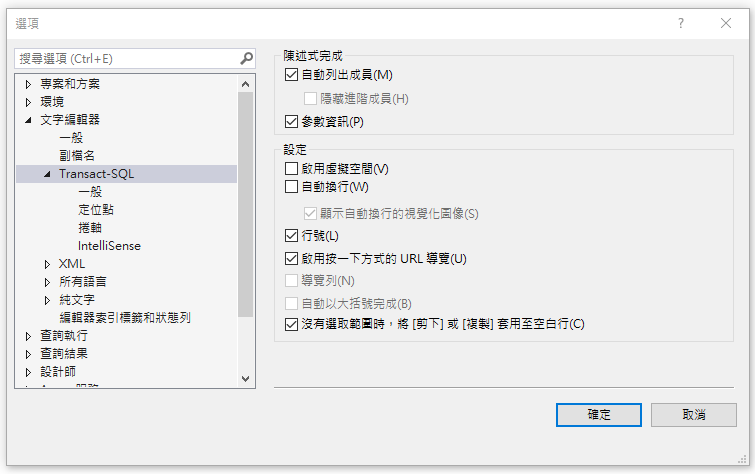 選項
搜尋選項 (Ctrl+E)
專案和方案
環境
文字編輯器
一般
副檔名
Transact-SQL
一般
定位點
捲軸
IntelliSense
XML
所有語言
純文字
編輯器索引標籤和狀態列
查詢執行
查詢結果
設計師
陳述式完成
自動列出成員(M)
隱藏進階成員(H)
參數資訊(P)
設定
啟用虛擬空間(V)
自動換行(W)
顯示自動換行的視覺化圖像(S)
行號(L)
啟用按一下方式的 URL 導覽(U)
導覽列(N)
自動以大括號完成(B)
沒有選取範圍時，將 [剪下] 或 [複製] 套用至空白行(C)
確定
取消